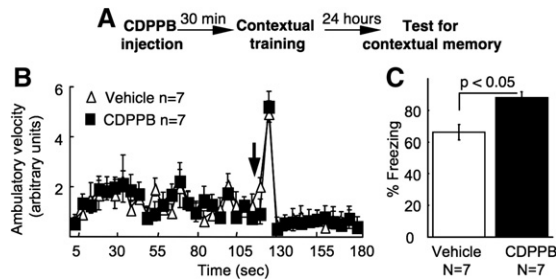 A
CDPPB injection
30 min
Contextual training
24 hours
Test for contextual memory
B
Ambulatory velocity
(arbitrary units)
6
4
2
Vehicle n=7
CDPPB n=7
5 30 55 80 105 130 155 180
Time (sec)
C
% Freezing
80
60
40
20
0
p < 0.05
Vehicle
N=7
CDPPB
N=7